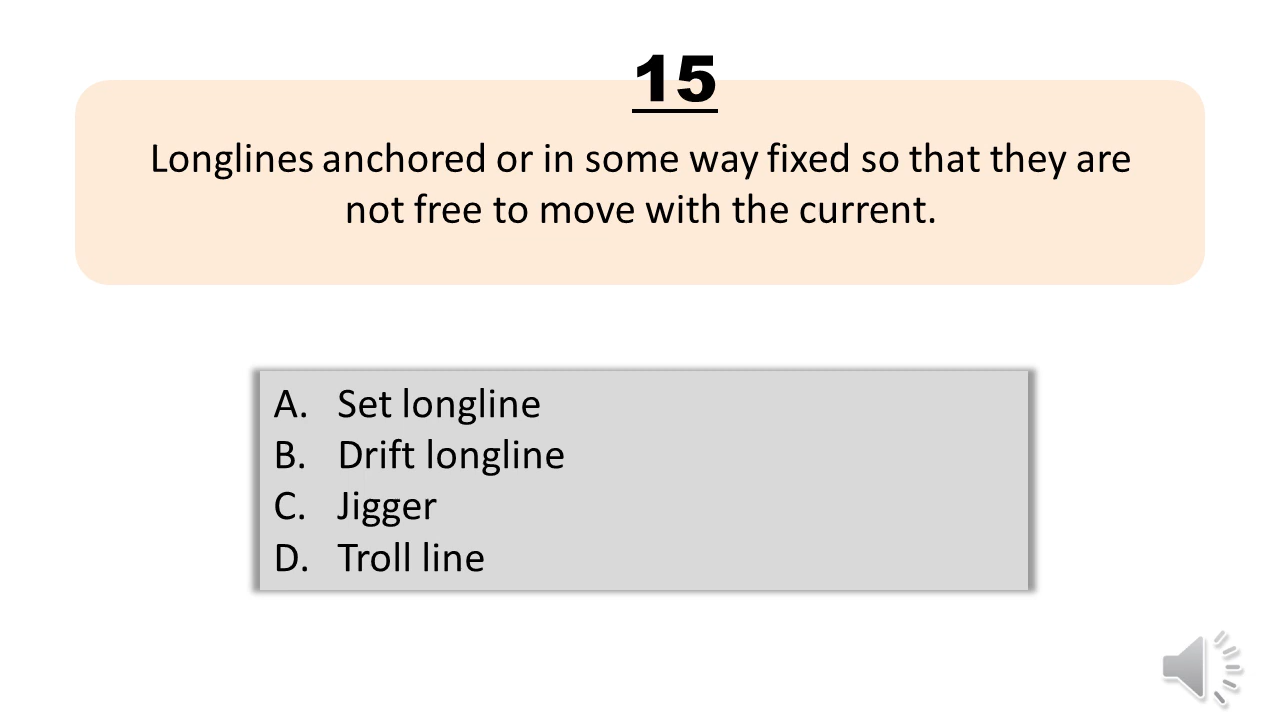 15
Longlines anchored or in some way fixed so that they are
not free to move with the current.
A. Set longline
B. Drift longline
C. Jigger
D. Troll line